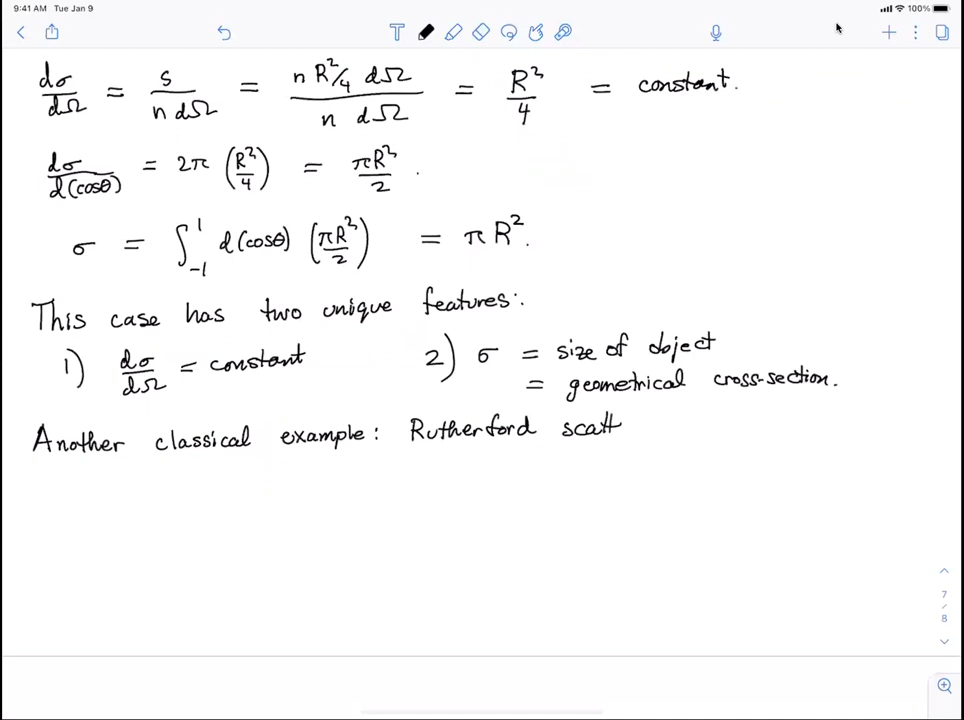 9:41 AM Tue Jan 9 100%
T
dσ/dΩ = s/(n dΩ) = (n R²/4 dΩ)/(n dΩ) = R²/4 = constant.
dσ/d(cosθ) = 2π (R²/4) = πR²/2 .
σ = ∫₋₁¹ d(cosθ) (πR²/2) = πR².
This case has two unique features:
1) dσ/dΩ = constant 2) σ = size of object
= geometrical cross-section.
Another classical example: Rutherford scatt
7
/
8